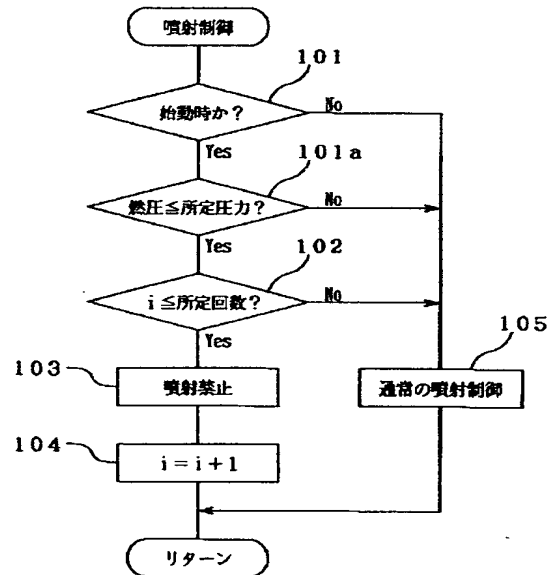 噴射制御
101
始動時か?
No
Yes
101a
燃圧≦所定圧力?
No
Yes
102
i≦所定回数?
No
Yes
103
噴射禁止
105
通常の噴射制御
104
i=i+1
リターン